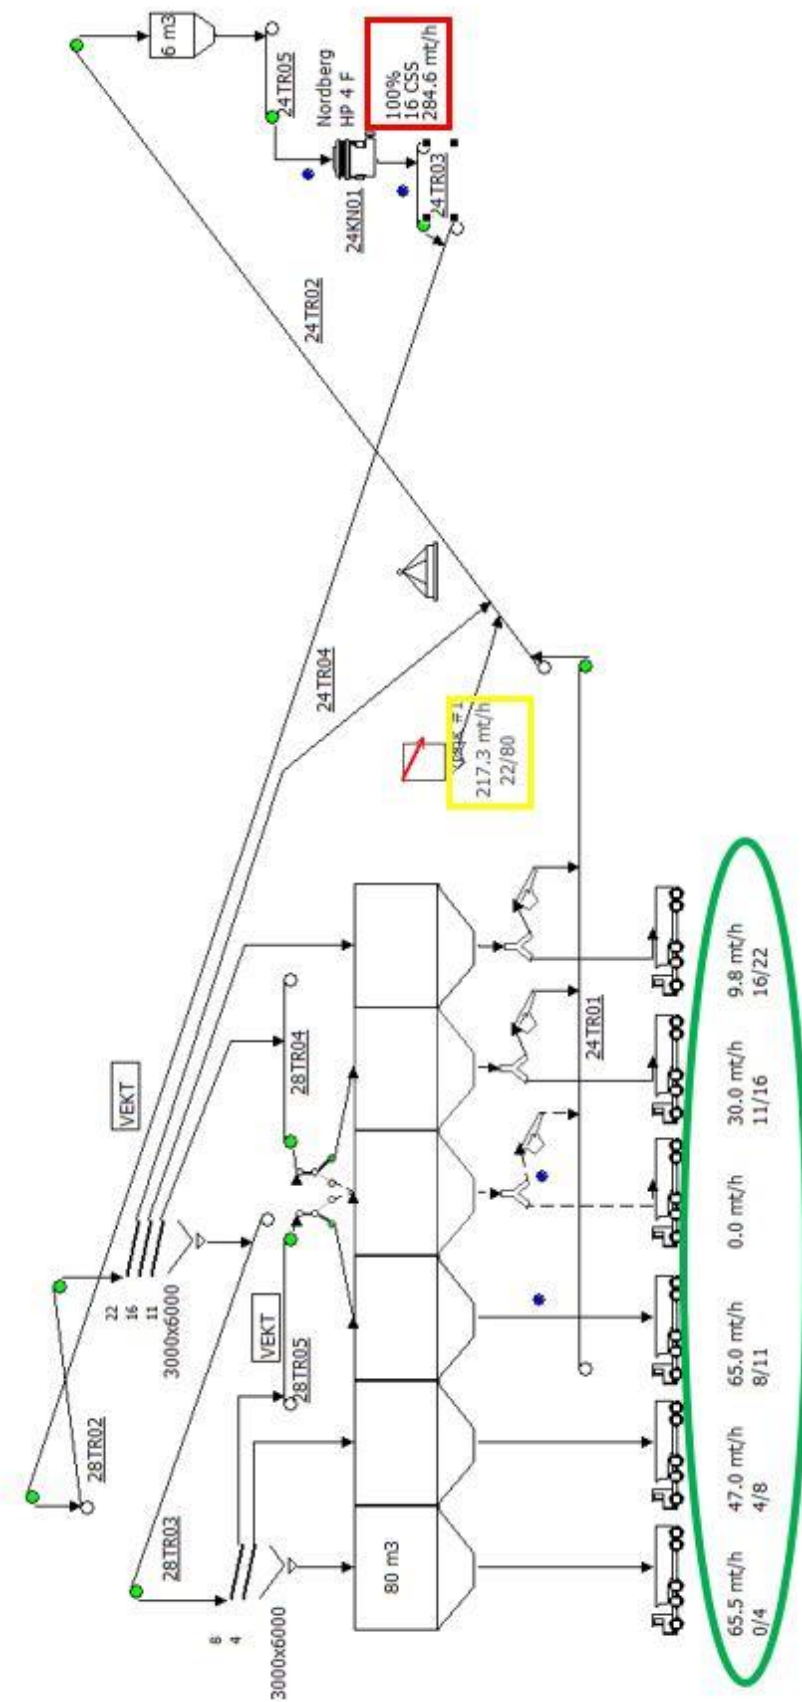 28TR02
22
16
11
3000x6000
VEKT
6 m3
28TR03
8
4
3000x6000
VEKT
28TR05
28TR04
24TR04
24TR02
24TR05
Nordberg
HP 4 F
24KN01
100%
16 CSS
284.6 mt/h
24TR03
80 m3
#1
217.3 mt/h
22/80
24TR01
65.5 mt/h
0/4
47.0 mt/h
4/8
65.0 mt/h
8/11
0.0 mt/h
30.0 mt/h
11/16
9.8 mt/h
16/22